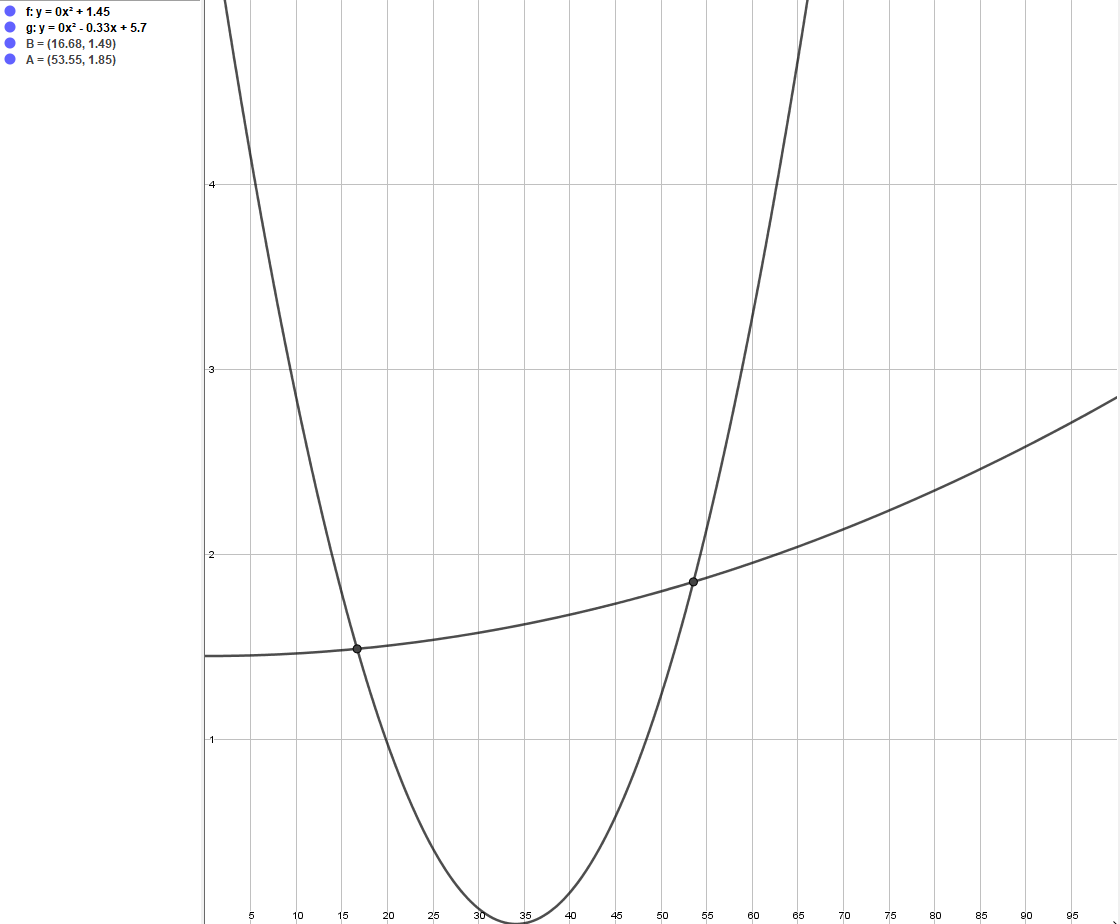 f: y = 0x² + 1.45
g: y = 0x² - 0.33x + 5.7
B = (16.68, 1.49)
A = (53.55, 1.85)
4
3
2
1
5 10 15 20 25 30 35 40 45 50 55 60 65 70 75 80 85 90 95